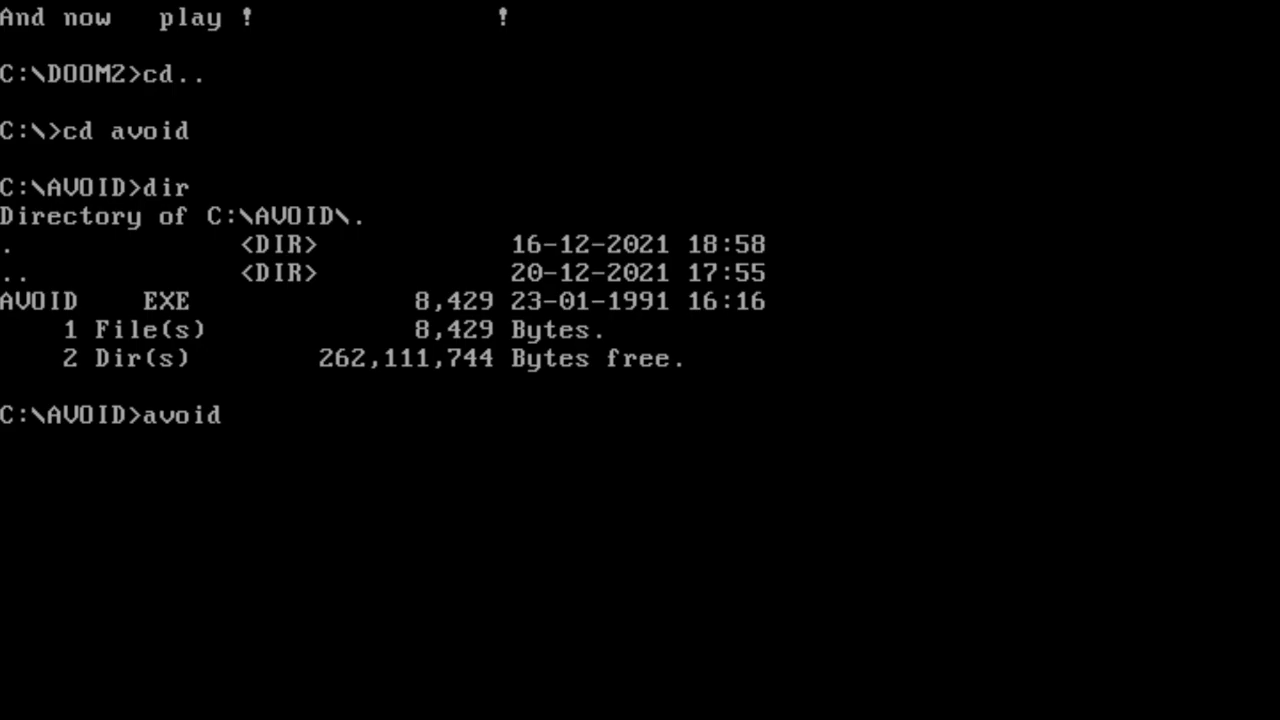 And now   play !                !
C:\DOOM2>cd..
C:\>cd avoid
C:\AVOID>dir
Directory of C:\AVOID\.
.              <DIR>            16-12-2021 18:58
..             <DIR>            20-12-2021 17:55
AVOID    EXE              8,429 23-01-1991 16:16
    1 File(s)             8,429 Bytes.
    2 Dir(s)        262,111,744 Bytes free.
C:\AVOID>avoid